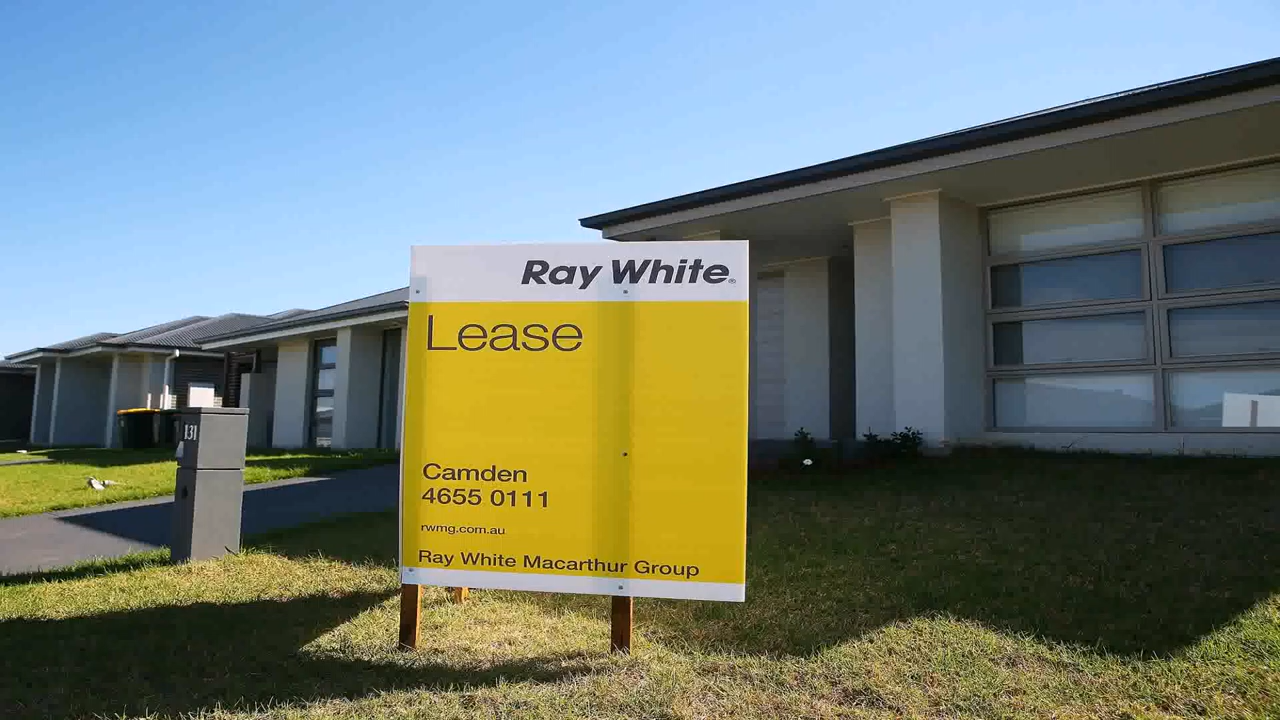 Ray White®
Lease
Camden
4655 0111
rwmg.com.au
Ray White Macarthur Group
131